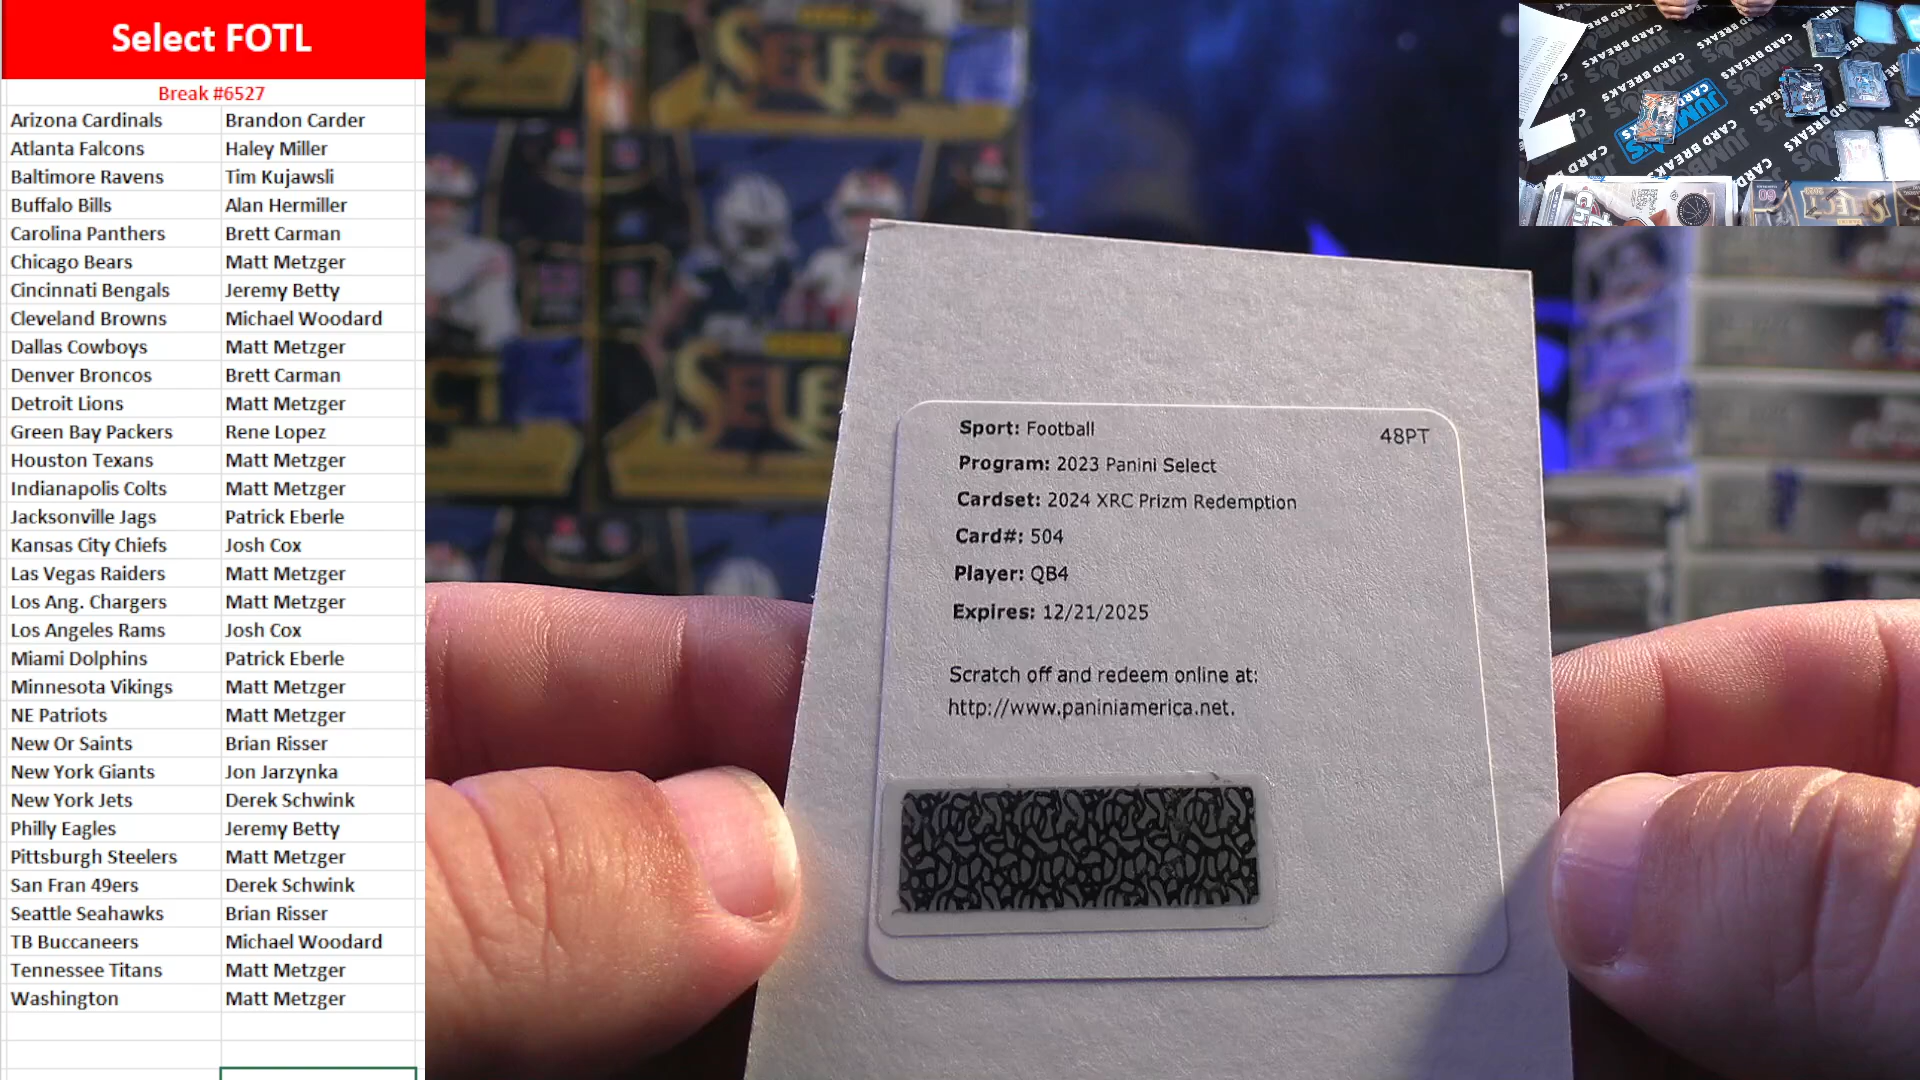 Select FOTL
Break #6527
Arizona Cardinals Brandon Carder
Atlanta Falcons Haley Miller
Baltimore Ravens Tim Kujawsli
Buffalo Bills Alan Hermiller
Carolina Panthers Brett Carman
Chicago Bears Matt Metzger
Cincinnati Bengals Jeremy Betty
Cleveland Browns Michael Woodard
Dallas Cowboys Matt Metzger
Denver Broncos Brett Carman
Detroit Lions Matt Metzger
Green Bay Packers Rene Lopez
Houston Texans Matt Metzger
Indianapolis Colts Matt Metzger
Jacksonville Jags Patrick Eberle
Kansas City Chiefs Josh Cox
Las Vegas Raiders Matt Metzger
Los Ang. Chargers Matt Metzger
Los Angeles Rams Josh Cox
Miami Dolphins Patrick Eberle
Minnesota Vikings Matt Metzger
NE Patriots Matt Metzger
New Or Saints Brian Risser
New York Giants Jon Jarzynka
New York Jets Derek Schwink
Philly Eagles Jeremy Betty
Pittsburgh Steelers Matt Metzger
San Fran 49ers Derek Schwink
Seattle Seahawks Brian Risser
TB Buccaneers Michael Woodard
Tennessee Titans Matt Metzger
Washington Matt Metzger
SELECT
Sport: Football
48PT
Program: 2023 Panini Select
Cardset: 2024 XRC Prizm Redemption
Card#: 504
Player: QB4
Expires: 12/21/2025
Scratch off and redeem online at:
http://www.paniniamerica.net.
JUMBOS
CARD BREAKS